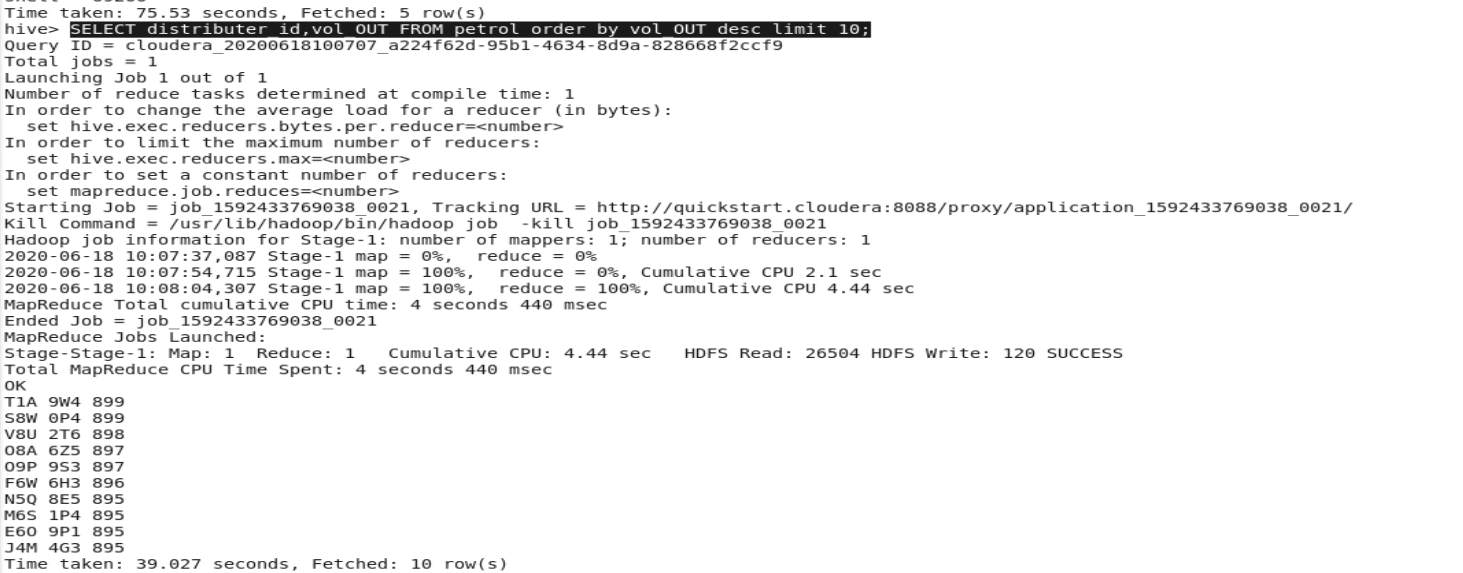 Time taken: 75.53 seconds, Fetched: 5 row(s)
hive> SELECT distributer_id,vol_OUT FROM petrol order by vol_OUT desc limit 10;
Query ID = cloudera_20200618100707_a224f62d-95b1-4634-8d9a-828668f2ccf9
Total jobs = 1
Launching Job 1 out of 1
Number of reduce tasks determined at compile time: 1
In order to change the average load for a reducer (in bytes):
  set hive.exec.reducers.bytes.per.reducer=<number>
In order to limit the maximum number of reducers:
  set hive.exec.reducers.max=<number>
In order to set a constant number of reducers:
  set mapreduce.job.reduces=<number>
Starting Job = job_1592433769038_0021, Tracking URL = http://quickstart.cloudera:8088/proxy/application_1592433769038_0021/
Kill Command = /usr/lib/hadoop/bin/hadoop job  -kill job_1592433769038_0021
Hadoop job information for Stage-1: number of mappers: 1; number of reducers: 1
2020-06-18 10:07:37,087 Stage-1 map = 0%,  reduce = 0%
2020-06-18 10:07:54,715 Stage-1 map = 100%,  reduce = 0%, Cumulative CPU 2.1 sec
2020-06-18 10:08:04,307 Stage-1 map = 100%,  reduce = 100%, Cumulative CPU 4.44 sec
MapReduce Total cumulative CPU time: 4 seconds 440 msec
Ended Job = job_1592433769038_0021
MapReduce Jobs Launched:
Stage-Stage-1: Map: 1  Reduce: 1   Cumulative CPU: 4.44 sec   HDFS Read: 26504 HDFS Write: 120 SUCCESS
Total MapReduce CPU Time Spent: 4 seconds 440 msec
OK
T1A 9W4 899
S8W 0P4 899
V8U 2T6 898
O8A 6Z5 897
O9P 9S3 897
F6W 6H3 896
N5Q 8E5 895
M6S 1P4 895
E6O 9P1 895
J4M 4G3 895
Time taken: 39.027 seconds, Fetched: 10 row(s)